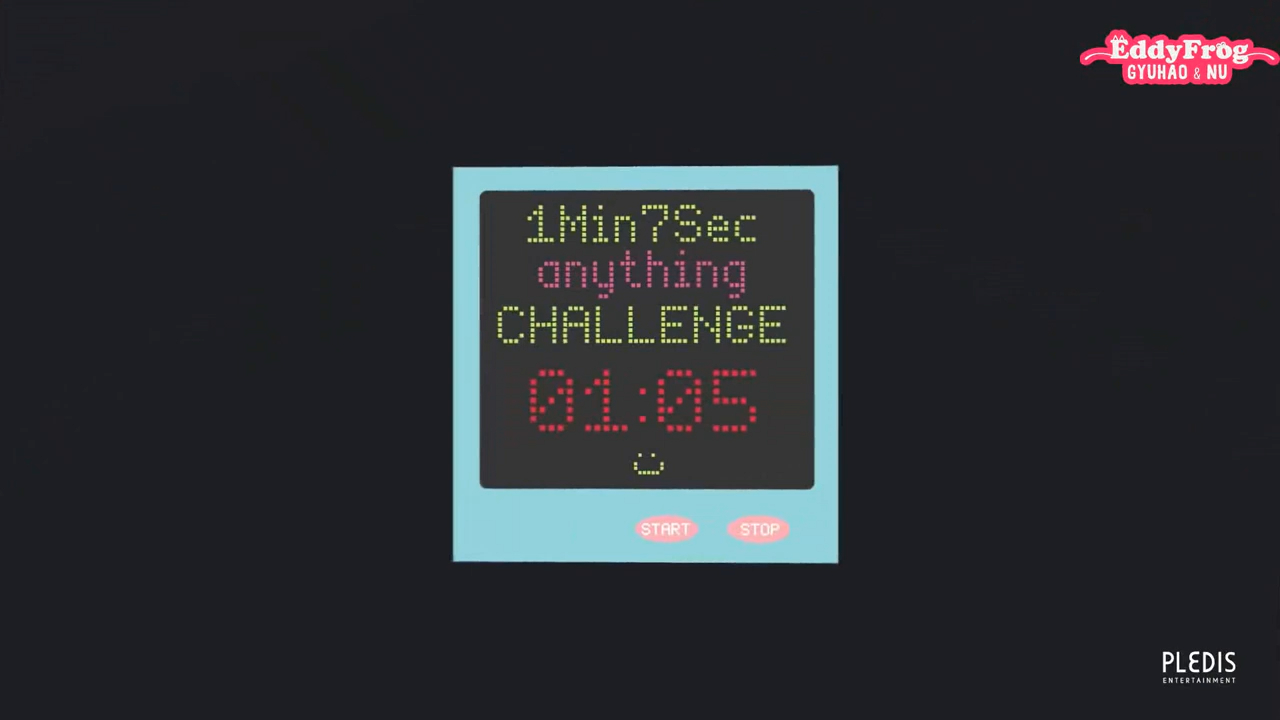 EddyFrog
GYUHAO & NU
1Min7Sec
anything
CHALLENGE
01:05
START STOP
PLEDIS
ENTERTAINMENT